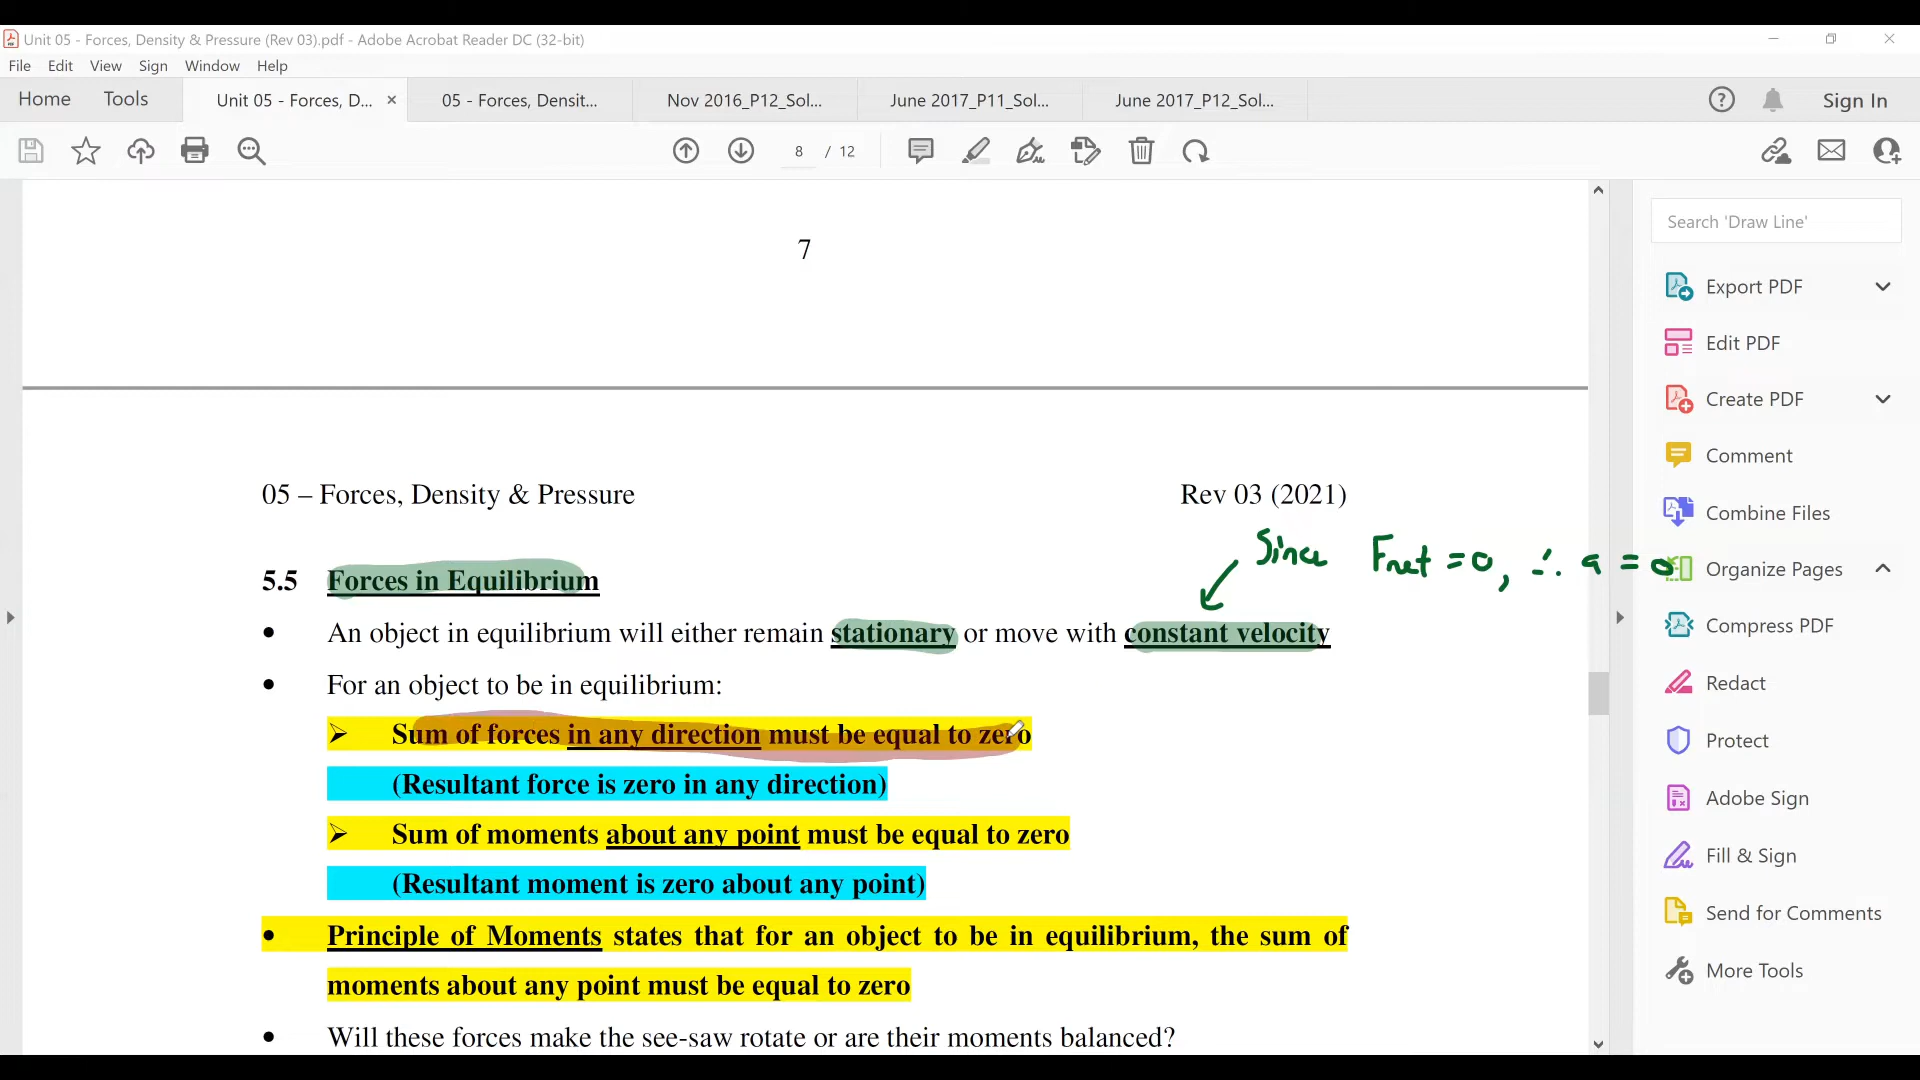 Unit 05 - Forces, Density & Pressure (Rev 03).pdf - Adobe Acrobat Reader DC (32-bit)
File Edit View Sign Window Help
Home Tools Unit 05 - Forces, D... × 05 - Forces, Densit... Nov 2016_P12_Sol... June 2017_P11_Sol... June 2017_P12_Sol... Sign In
8 / 12
Search 'Draw Line'
7
Export PDF
Edit PDF
Create PDF
Comment
Combine Files
Organize Pages
Compress PDF
Redact
Protect
Adobe Sign
Fill & Sign
Send for Comments
More Tools
05 – Forces, Density & Pressure Rev 03 (2021)
Since Fnet = 0, ∴ a = 0
5.5 Forces in Equilibrium
• An object in equilibrium will either remain stationary or move with constant velocity
• For an object to be in equilibrium:
➢ Sum of forces in any direction must be equal to zero
(Resultant force is zero in any direction)
➢ Sum of moments about any point must be equal to zero
(Resultant moment is zero about any point)
• Principle of Moments states that for an object to be in equilibrium, the sum of
moments about any point must be equal to zero
• Will these forces make the see-saw rotate or are their moments balanced?